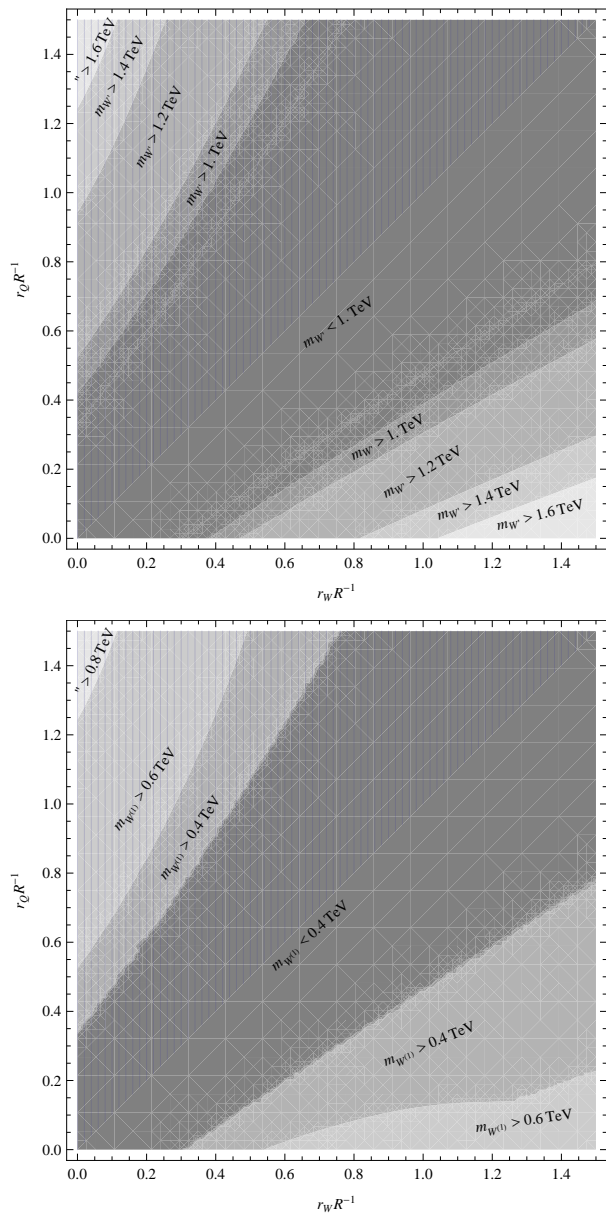 1.4
1.2
1.0
0.8
0.6
0.4
0.2
0.0
r_Q R^{-1}
" > 1.6 TeV
m_{W'} > 1.4 TeV
m_{W'} > 1.2 TeV
m_{W'} > 1. TeV
m_{W'} < 1. TeV
m_{W'} > 1. TeV
m_{W'} > 1.2 TeV
m_{W'} > 1.4 TeV
m_{W'} > 1.6 TeV
0.0 0.2 0.4 0.6 0.8 1.0 1.2 1.4
r_W R^{-1}
1.4
1.2
1.0
0.8
0.6
0.4
0.2
0.0
r_Q R^{-1}
" > 0.8 TeV
m_{W^{(1)}} > 0.6 TeV
m_{W^{(1)}} > 0.4 TeV
m_{W^{(1)}} < 0.4 TeV
m_{W^{(1)}} > 0.4 TeV
m_{W^{(1)}} > 0.6 TeV
0.0 0.2 0.4 0.6 0.8 1.0 1.2 1.4
r_W R^{-1}